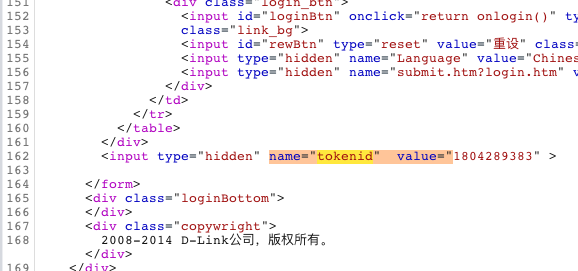 151 <div class="login_btn">
152 <input id="loginBtn" onclick="return onlogin()" ty
153 class="link_bg">
154 <input id="rewBtn" type="reset" value="重设" clas
155 <input type="hidden" name="Language" value="Chines
156 <input type="hidden" name="submit.htm?login.htm" v
157 </div>
158 </td>
159 </tr>
160 </table>
161 </div>
162 <input type="hidden" name="tokenid" value="1804289383" >
163
164 </form>
165 <div class="loginBottom">
166 </div>
167 <div class="copywright">
168 2008-2014 D-Link公司，版权所有。
</div>
169 </div>